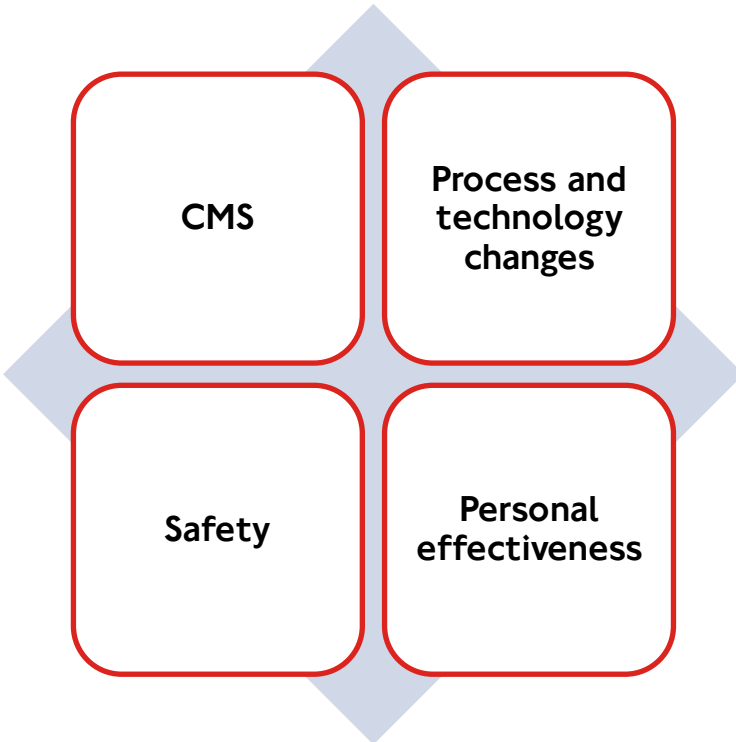 CMS
Process and
technology
changes
Safety
Personal
effectiveness